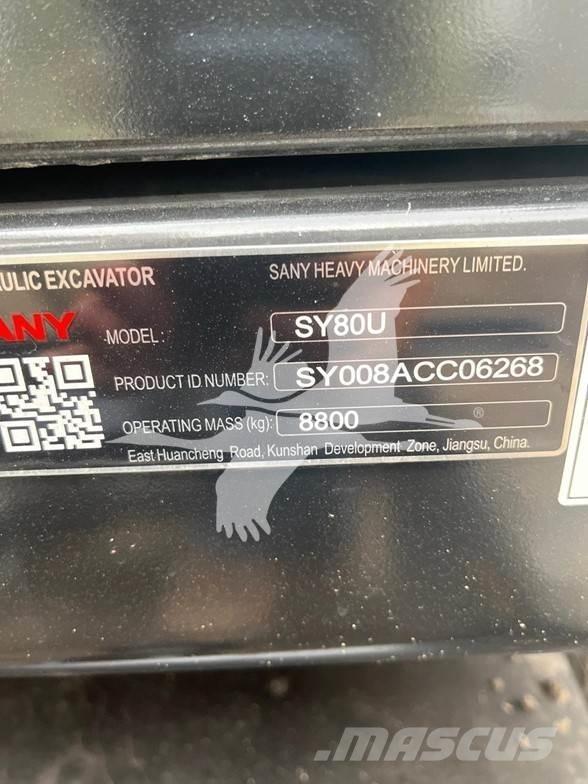 ULIC EXCAVATOR SANY HEAVY MACHINERY LIMITED.
ANY
MODEL: SY80U
PRODUCT ID NUMBER: SY008ACC06268
OPERATING MASS (kg): 8800 ®
East Huancheng Road, Kunshan Development Zone, Jiangsu, China.
MASCUS